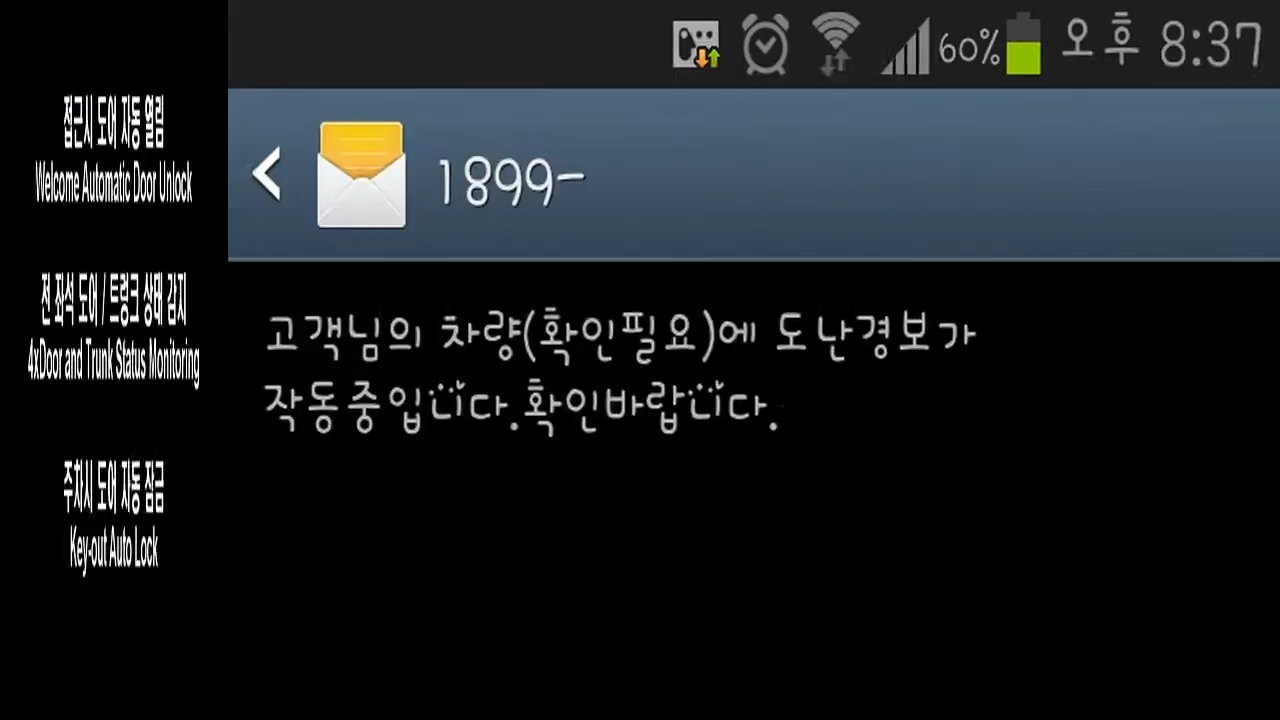 접근시 도어 자동 열림
Welcome Automatic Door Unlock
전 좌석 도어 / 트렁크 상태 감지
4xDoor and Trunk Status Monitoring
주차시 도어 자동 잠금
Key-out Auto Lock
60% 오후 8:37
1899-
고객님의 차량(확인필요)에 도난경보가
작동중입니다.확인바랍니다.